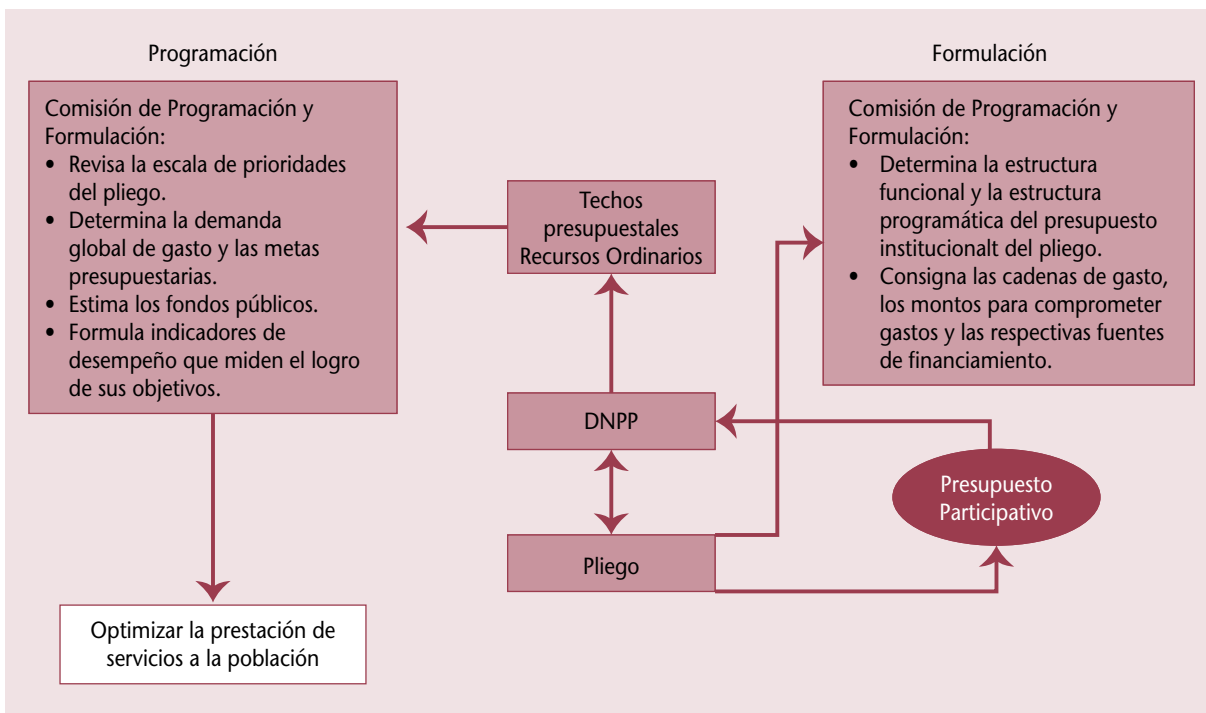 Programación
Comisión de Programación y
Formulación:
• Revisa la escala de prioridades
del pliego.
• Determina la demanda
global de gasto y las metas
presupuestarias.
• Estima los fondos públicos.
• Formula indicadores de
desempeño que miden el logro
de sus objetivos.
Optimizar la prestación de
servicios a la población
Techos
presupuestales
Recursos Ordinarios
DNPP
Pliego
Formulación
Comisión de Programación y
Formulación:
• Determina la estructura
funcional y la estructura
programática del presupuesto
institucionalt del pliego.
• Consigna las cadenas de gasto,
los montos para comprometer
gastos y las respectivas fuentes
de financiamiento.
Presupuesto
Participativo